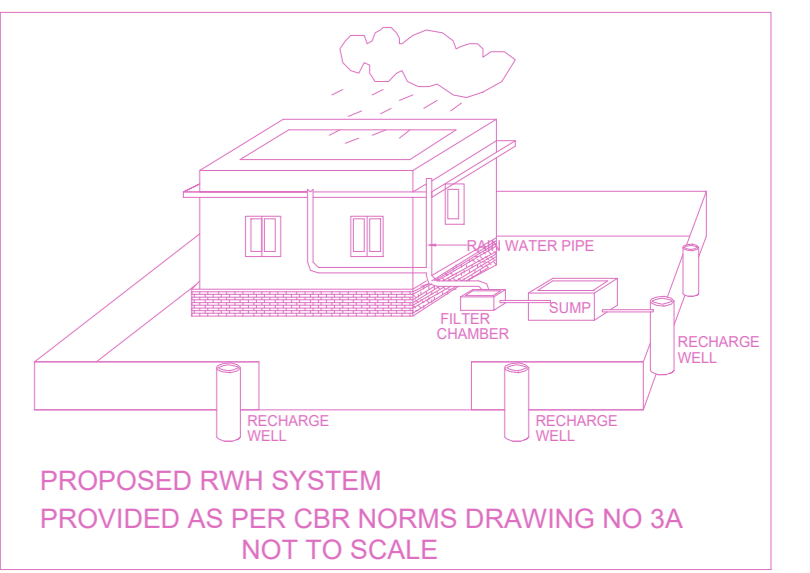 RAIN WATER PIPE
FILTER
CHAMBER
SUMP
RECHARGE
WELL
RECHARGE
WELL
RECHARGE
WELL
PROPOSED RWH SYSTEM
PROVIDED AS PER CBR NORMS DRAWING NO 3A
NOT TO SCALE